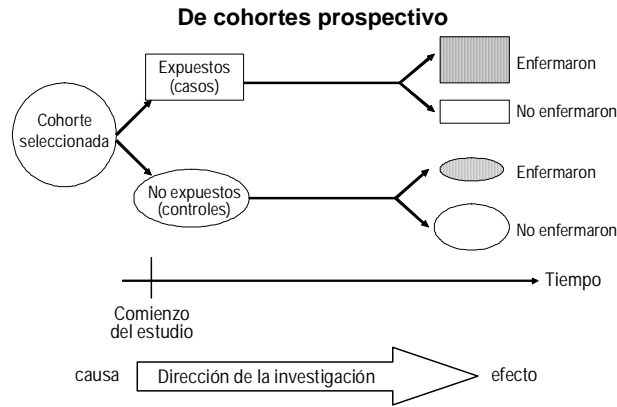 De cohortes prospectivo
Expuestos
(casos)
Enfermaron
No enfermaron
Cohorte
seleccionada
No expuestos
(controles)
Enfermaron
No enfermaron
Tiempo
Comienzo
del estudio
causa
Dirección de la investigación
efecto